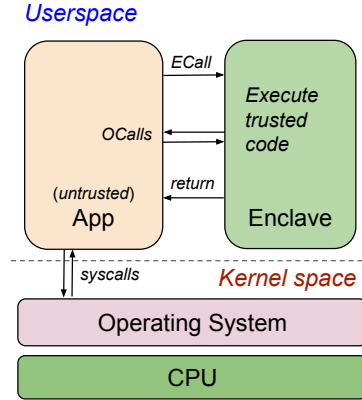 Userspace
ECall
Execute
trusted
code
OCalls
return
(untrusted)
App
Enclave
syscalls
Kernel space
Operating System
CPU